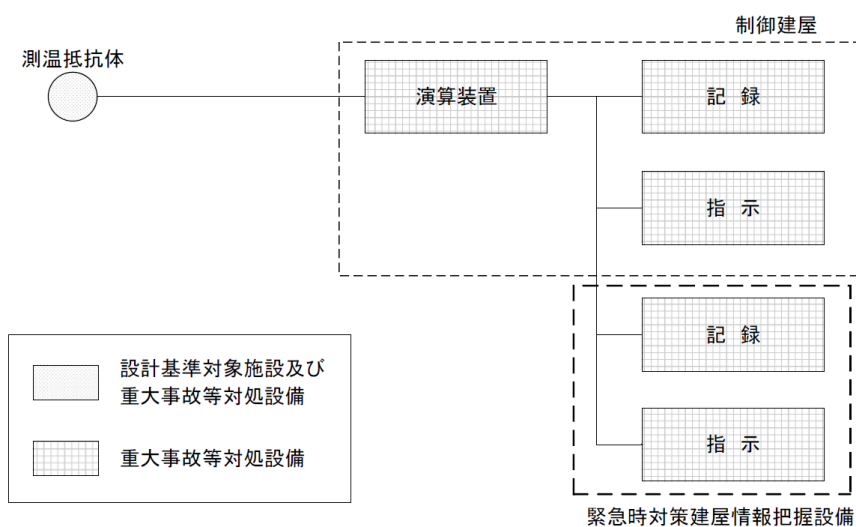 制御建屋
測温抵抗体
演算装置
記 録
指 示
記 録
指 示
設計基準対象施設及び
重大事故等対処設備
重大事故等対処設備
緊急時対策建屋情報把握設備